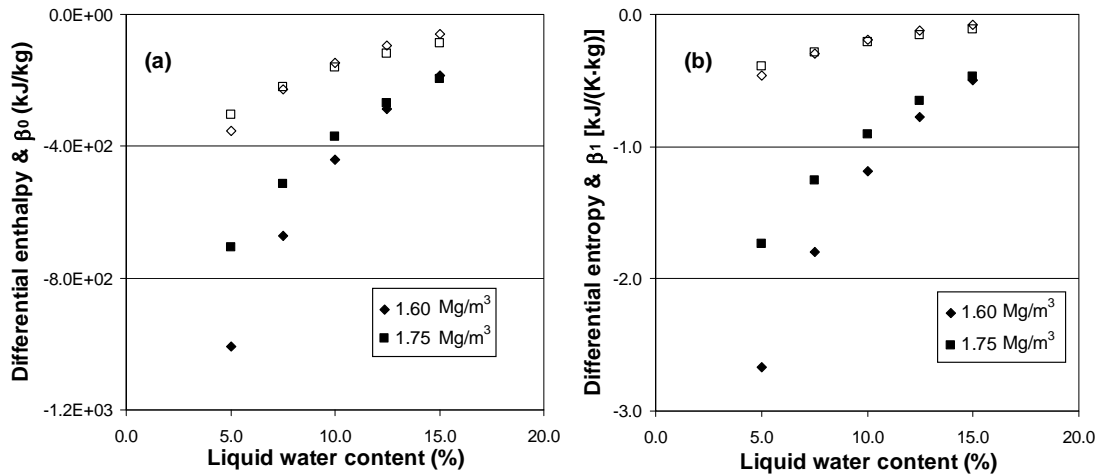 0.0E+00
-4.0E+02
-8.0E+02
-1.2E+03
0.0 5.0 10.0 15.0 20.0
Liquid water content (%)
Differential enthalpy & β0 (kJ/kg)
(a)
1.60 Mg/m³
1.75 Mg/m³
0.0
-1.0
-2.0
-3.0
0.0 5.0 10.0 15.0 20.0
Liquid water content (%)
Differential entropy & β1 [kJ/(K-kg)]
(b)
1.60 Mg/m³
1.75 Mg/m³